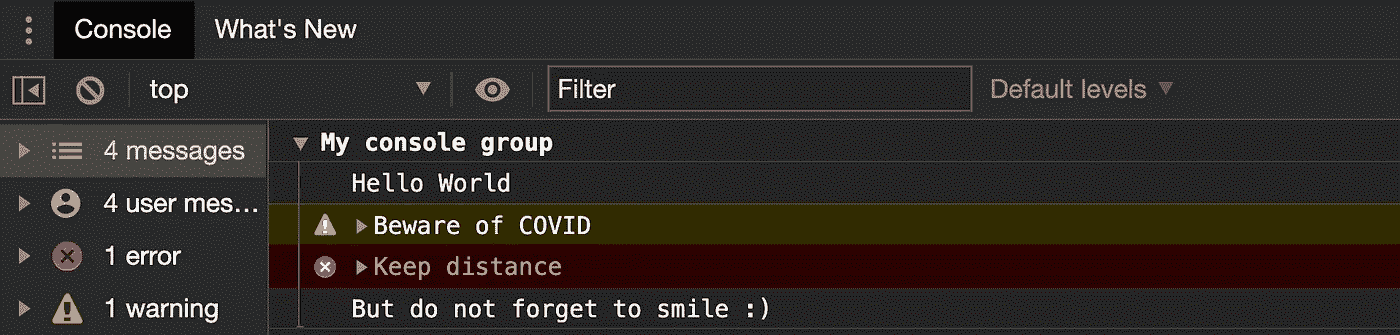 Console What's New
top Filter Default levels
4 messages
4 user mes…
1 error
1 warning
My console group
Hello World
Beware of COVID
Keep distance
But do not forget to smile :)